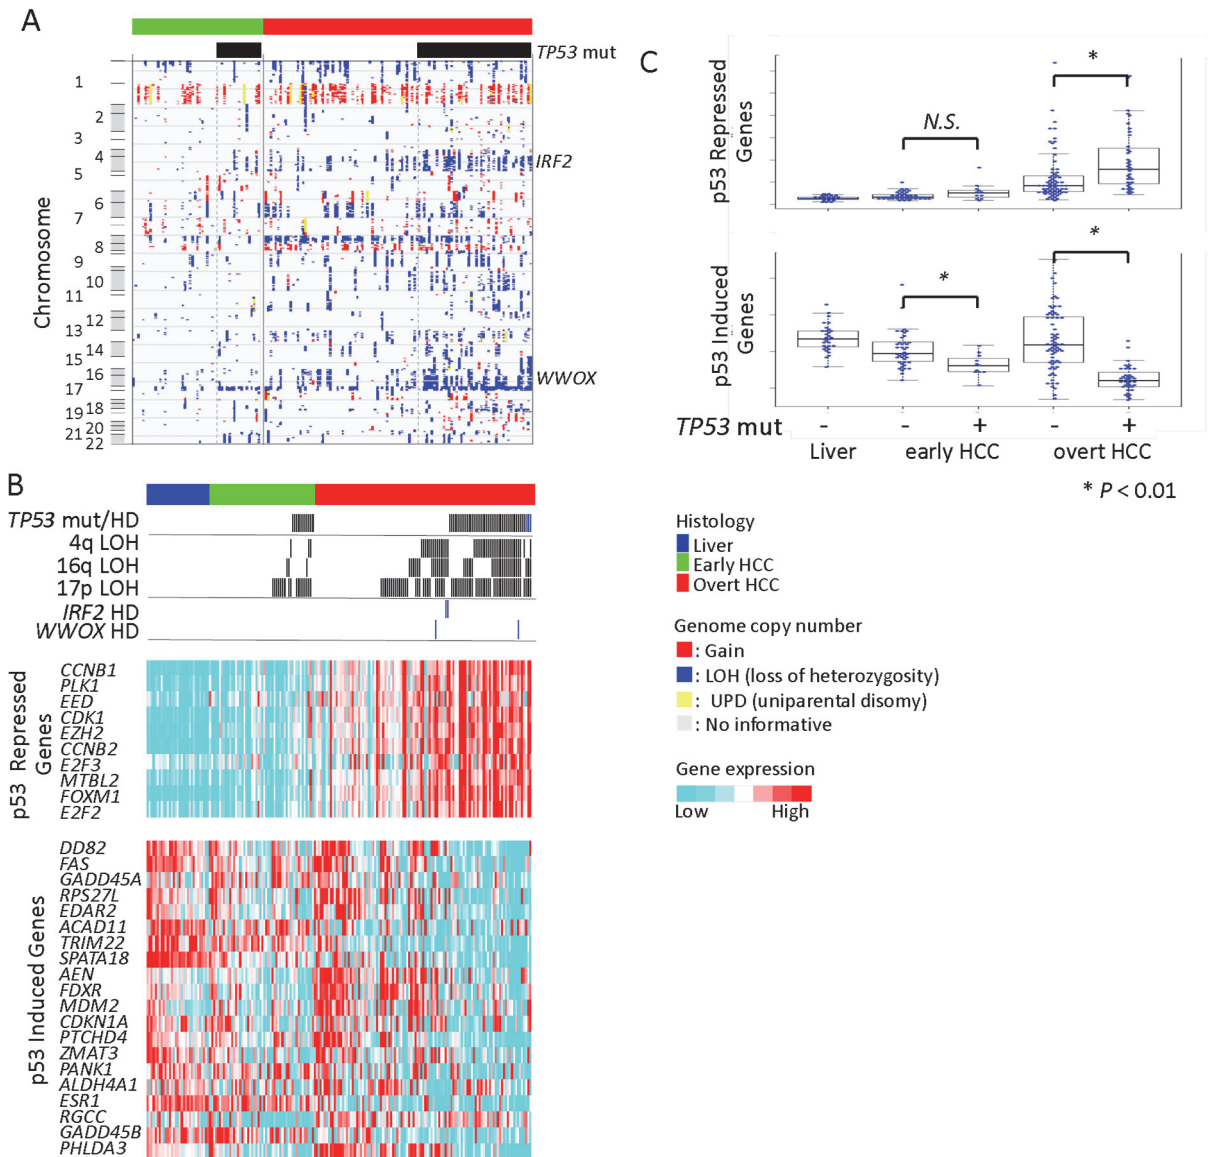 A
TP53 mut
Chromosome
1
2
3
4
5
6
7
8
9
10
11
12
13
14
15
16
17
18
19
20
21
22
IRF2
WWOX
B
TP53 mut/HD
4q LOH
16q LOH
17p LOH
IRF2 HD
WWOX HD
p53 Repressed
Genes
CCNB1
PLK1
EED
CDK1
EZH2
CCNB2
E2F3
MTBL2
FOXM1
E2F2
p53 Induced Genes
DD82
FAS
GADD45A
RPS27L
EDAR2
ACAD11
TRIM22
SPATA18
AEN
FDXR
MDM2
CDKN1A
PTCHD4
ZMAT3
PANK1
ALDH4A1
ESR1
RGCC
GADD45B
PHLDA3
C
p53 Repressed
Genes
N.S.
*
p53 Induced
Genes
*
*
TP53 mut - - + - +
Liver early HCC overt HCC
* P < 0.01
Histology
Liver
Early HCC
Overt HCC
Genome copy number
: Gain
: LOH (loss of heterozygosity)
: UPD (uniparental disomy)
: No informative
Gene expression
Low High